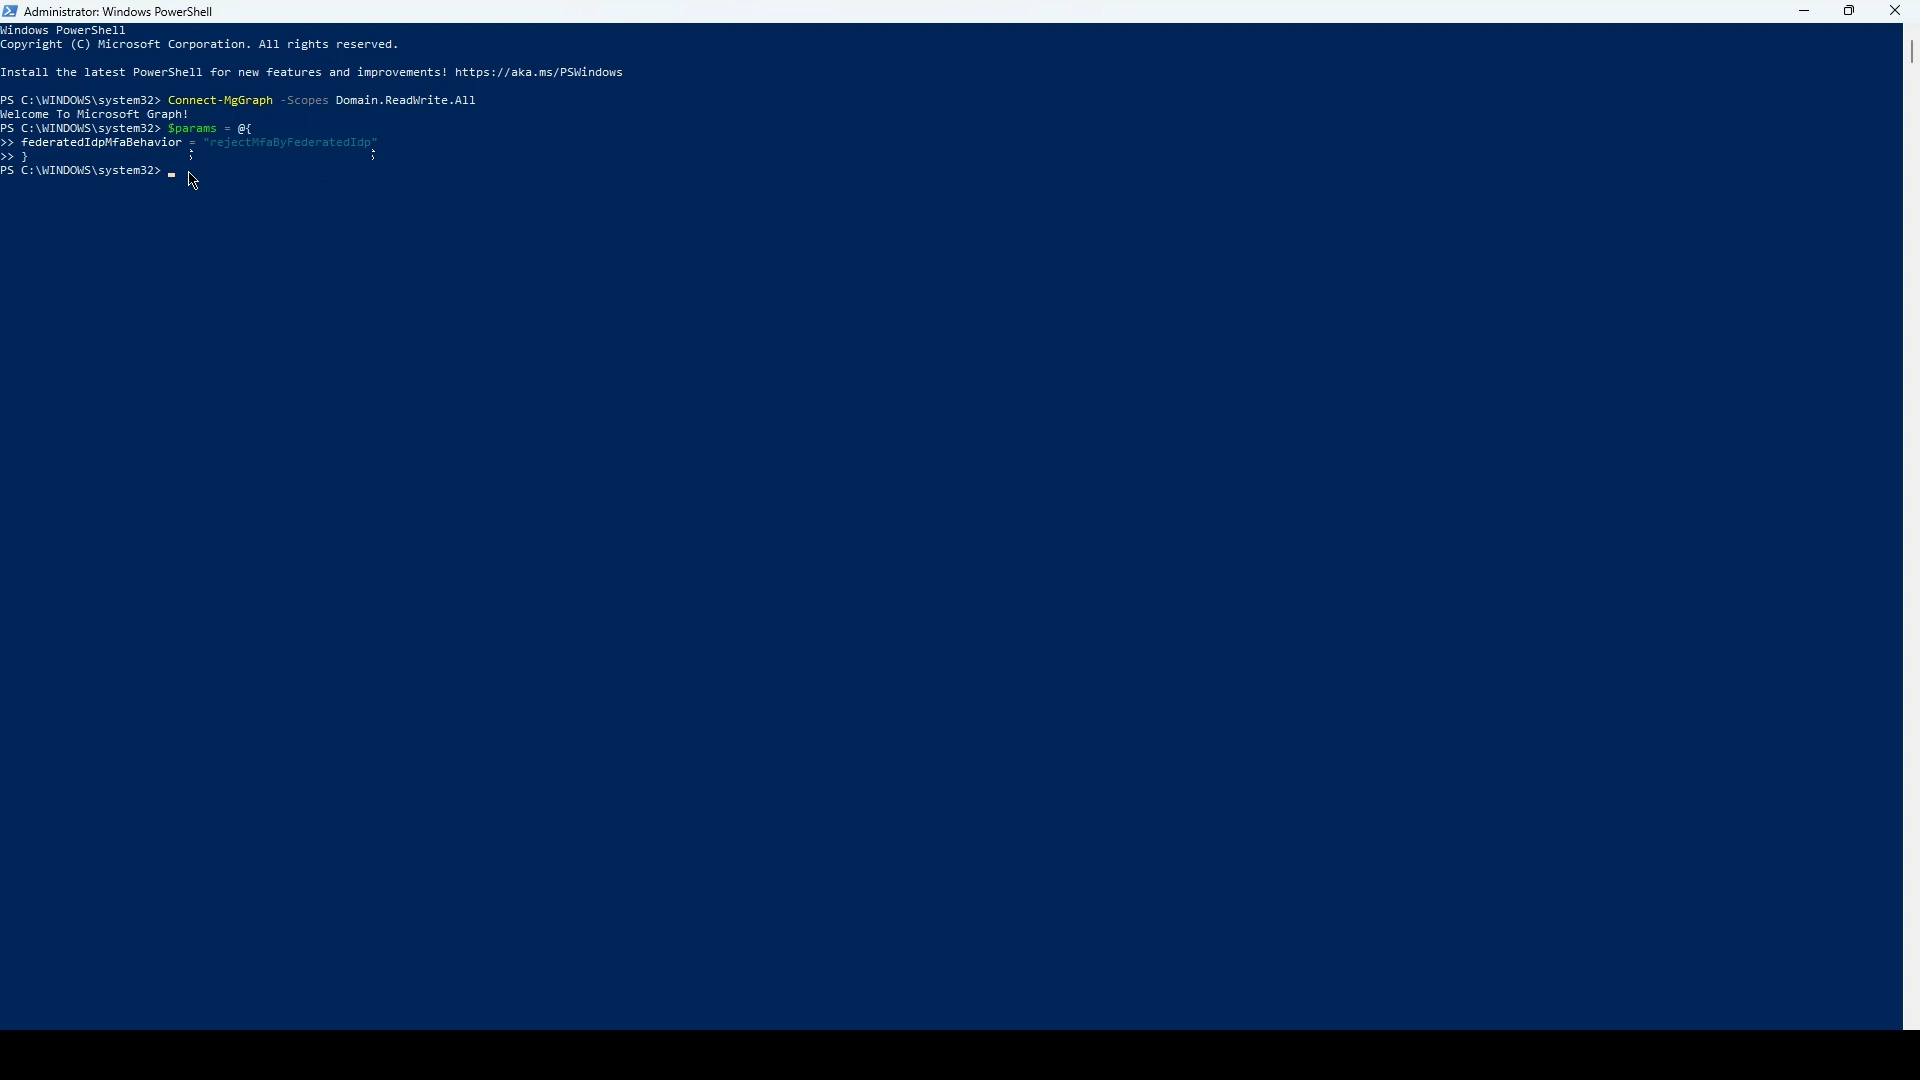 Administrator: Windows PowerShell
Windows PowerShell
Copyright (C) Microsoft Corporation. All rights reserved.
Install the latest PowerShell for new features and improvements! https://aka.ms/PSWindows
PS C:\WINDOWS\system32> Connect-MgGraph -Scopes Domain.ReadWrite.All
Welcome To Microsoft Graph!
PS C:\WINDOWS\system32> $params = @{
>> federatedIdpMfaBehavior = "rejectMfaByFederatedIdp"
>> }
PS C:\WINDOWS\system32>